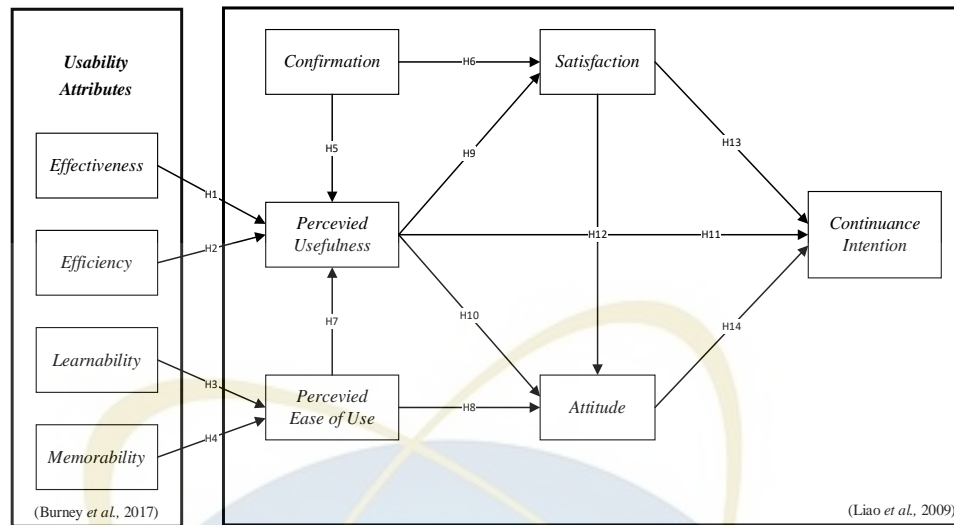 Usability
Attributes
Effectiveness
Efficiency
Learnability
Memorability
(Burney et al., 2017)
H1
H2
H3
H4
Confirmation
H6
Satisfaction
H5
H9
H13
Percevied
Usefulness
H12
H11
Continuance
Intention
H7
H10
H14
Percevied
Ease of Use
H8
Attitude
(Liao et al., 2009)